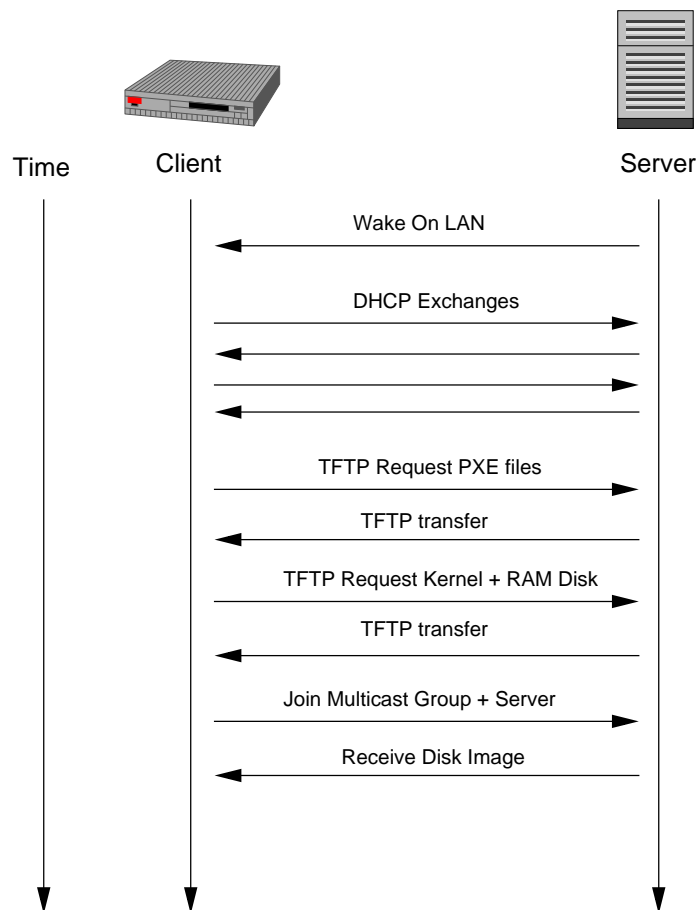 Time
Client
Server
Wake On LAN
DHCP Exchanges
TFTP Request PXE files
TFTP transfer
TFTP Request Kernel + RAM Disk
TFTP transfer
Join Multicast Group + Server
Receive Disk Image